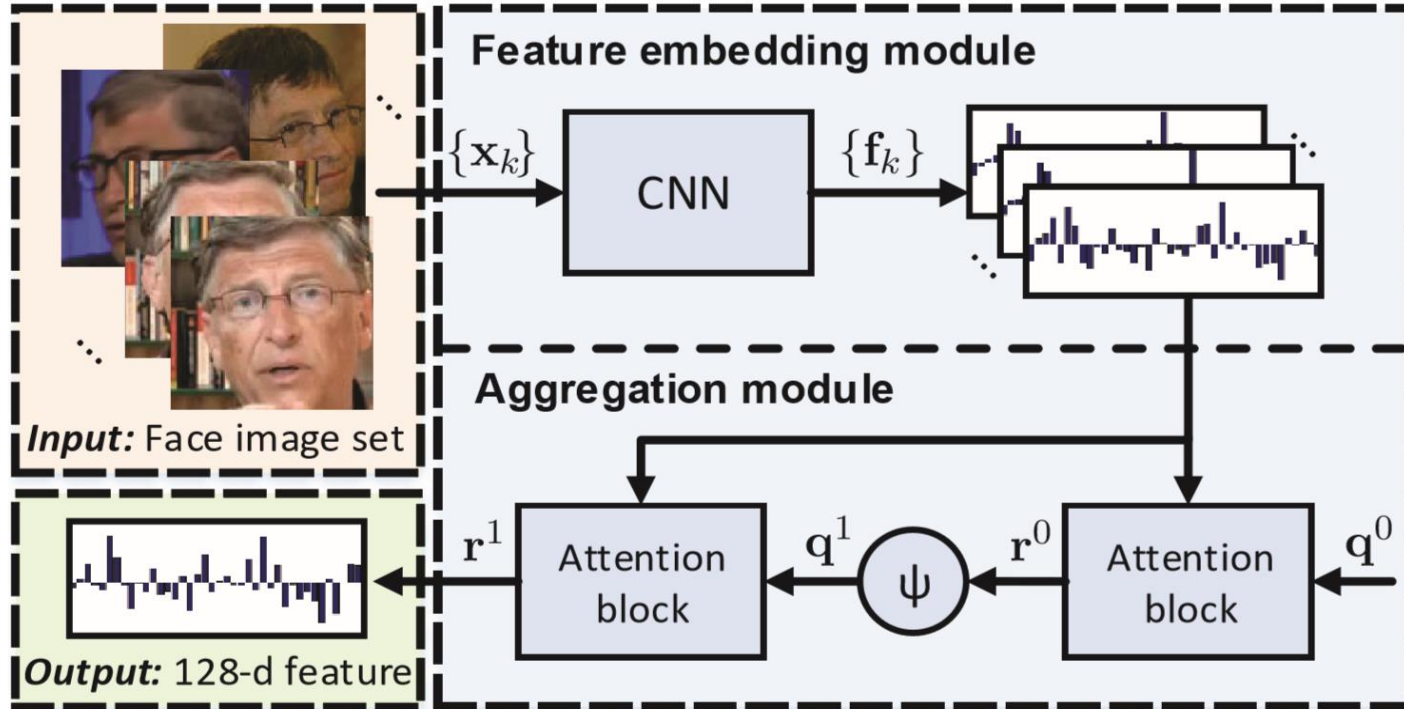 Feature embedding module
{x_k}
CNN
{f_k}
Input: Face image set
Aggregation module
r^1
Attention
block
q^1
ψ
r^0
Attention
block
q^0
Output: 128-d feature